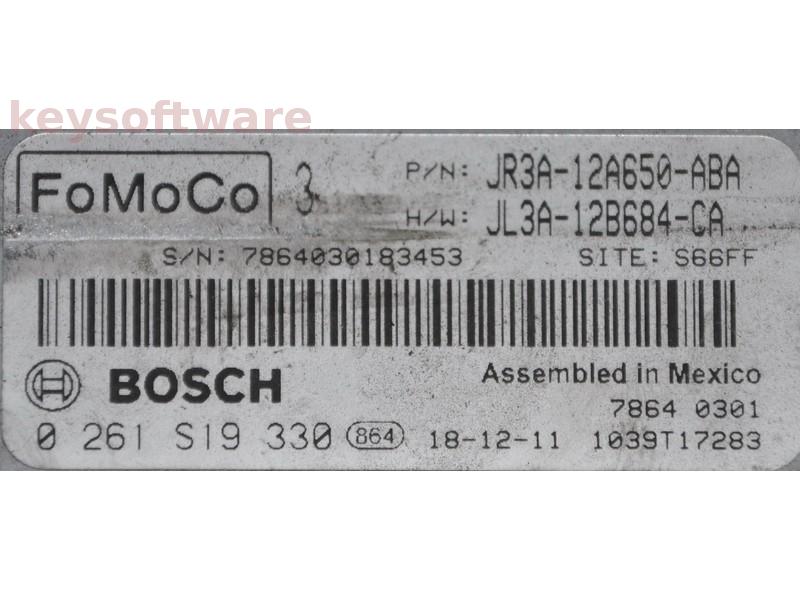 keysoftware
FoMoCo 3 P/N: JR3A-12A650-ABA
H/W: JL3A-12B684-CA
S/N: 7864030183453 SITE: S66FF
BOSCH Assembled in Mexico
7864 0301
0 261 S19 330 864 18-12-11 1039T17283